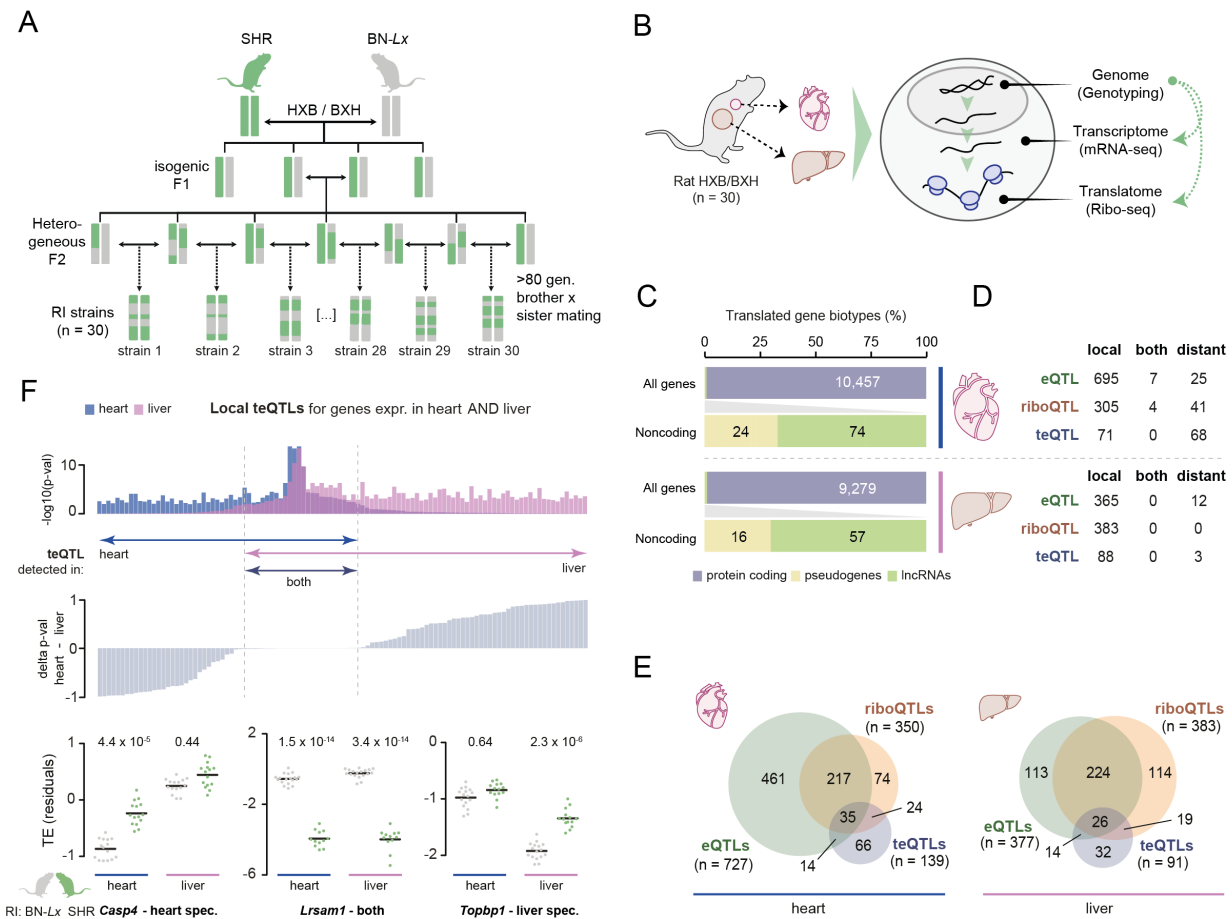 A
SHR
BN-Lx
HXB / BXH
isogenic
F1
Hetero-
geneous
F2
>80 gen.
brother x
sister mating
RI strains
(n = 30)
[...]
strain 1
strain 2
strain 3
strain 28
strain 29
strain 30
B
Rat HXB/BXH
(n = 30)
Genome
(Genotyping)
Transcriptome
(mRNA-seq)
Translatome
(Ribo-seq)
C
Translated gene biotypes (%)
0 25 50 75 100
All genes 10,457
Noncoding 24 74
All genes 9,279
Noncoding 16 57
protein coding pseudogenes lncRNAs
D
local both distant
eQTL 695 7 25
riboQTL 305 4 41
teQTL 71 0 68
local both distant
eQTL 365 0 12
riboQTL 383 0 0
teQTL 88 0 3
E
riboQTLs
(n = 350)
461 217 74
35 24
66
14
eQTLs
(n = 727)
teQTLs
(n = 139)
heart
riboQTLs
(n = 383)
113 224 114
26 19
32
14
eQTLs
(n = 377)
teQTLs
(n = 91)
liver
F
heart liver
Local teQTLs for genes expr. in heart AND liver
-log10(p-val)
10
0
teQTL
detected in:
heart
liver
both
delta p-val
heart - liver
1
0
-1
TE (residuals)
1
0
-1
4.4 x 10-5 0.44
heart liver
-2
-2
-4
-6
1.5 x 10-14 3.4 x 10-14
heart liver
0
-1
-2
0.64 2.3 x 10-6
heart liver
RI: BN-Lx SHR
Casp4 - heart spec.
Lrsam1 - both
Topbp1 - liver spec.